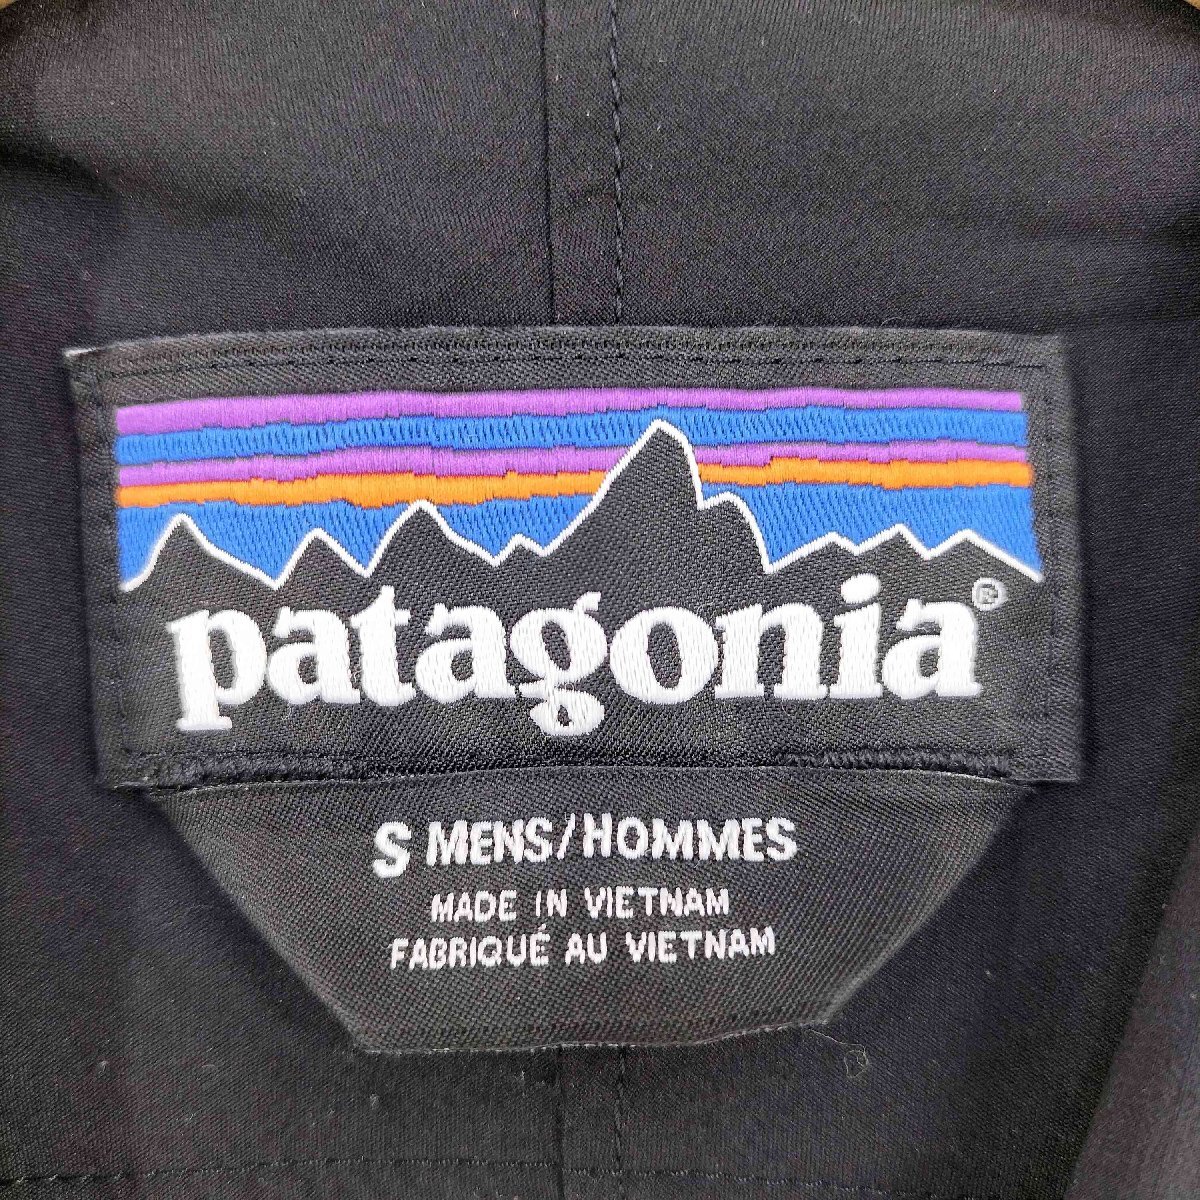 patagonia®
S MENS/HOMMES
MADE IN VIETNAM
FABRIQUÉ AU VIETNAM